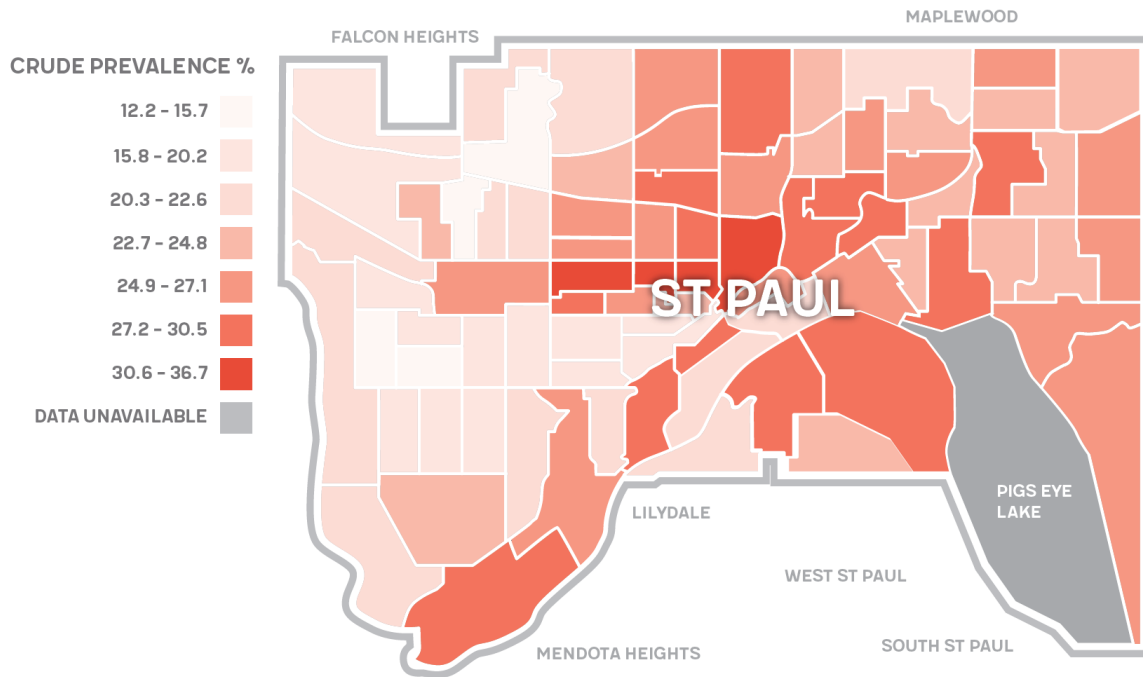 MAPLEWOOD
FALCON HEIGHTS
CRUDE PREVALENCE %
12.2 – 15.7
15.8 – 20.2
20.3 – 22.6
22.7 – 24.8
24.9 – 27.1
27.2 – 30.5
30.6 – 36.7
DATA UNAVAILABLE
ST PAUL
PIGS EYE
LAKE
LILYDALE
WEST ST PAUL
SOUTH ST PAUL
MENDOTA HEIGHTS